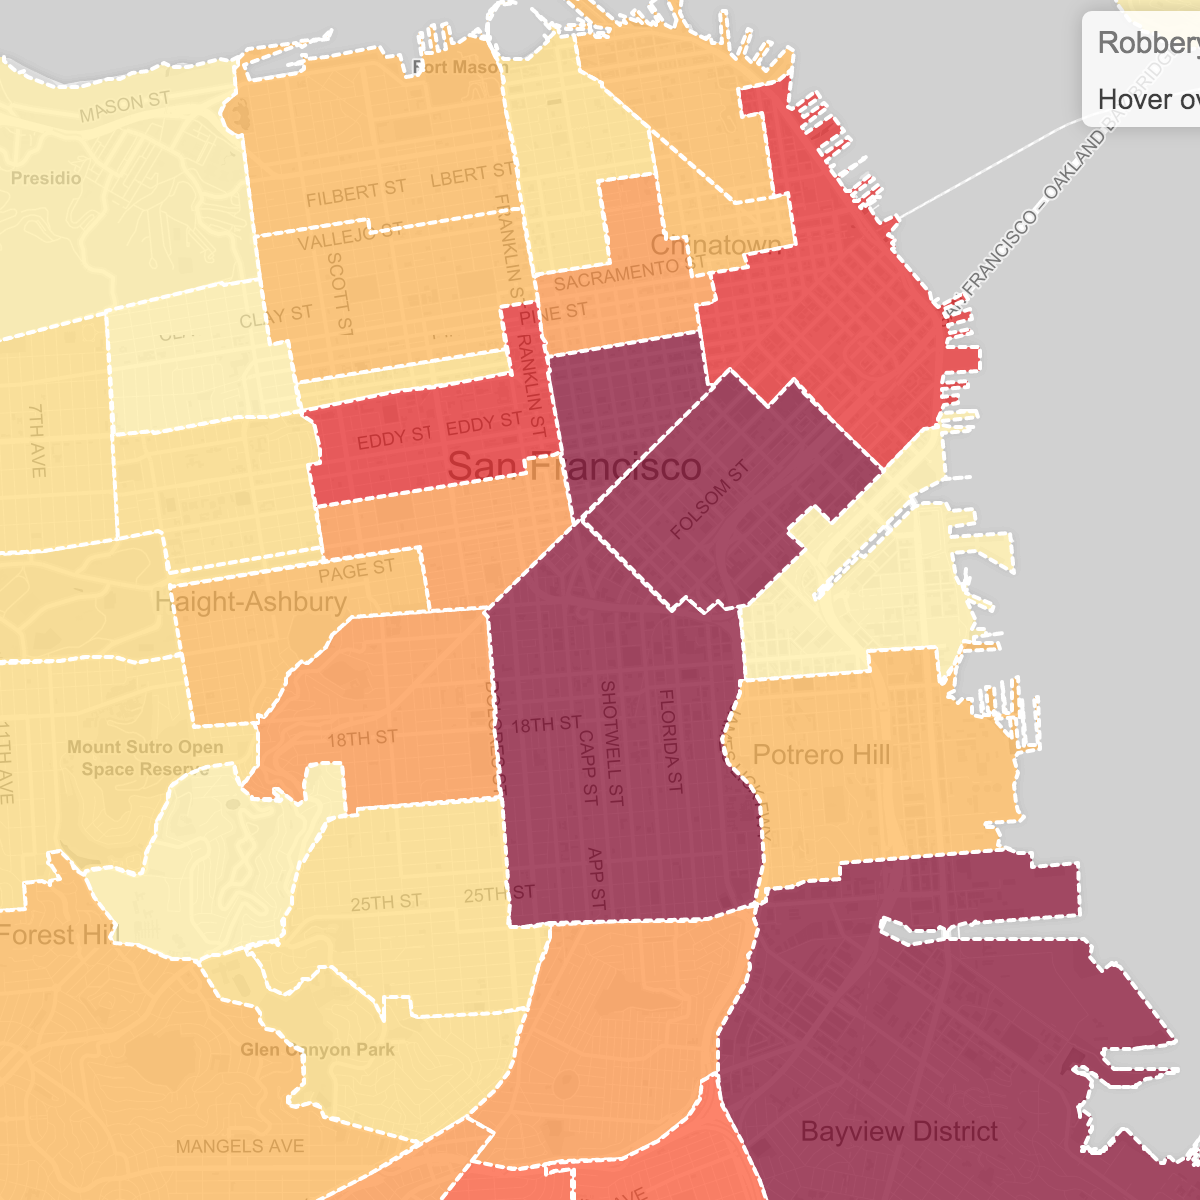 Robbery
Hover ov
Fort Mason
MASON ST
Presidio
FILBERT ST
LBERT ST
VALLEJO ST
FRANKLIN S
SCOTT ST
Chinatown
SACRAMENTO ST
CLAY ST
PINE ST
RANKLIN ST
EDDY ST
EDDY ST
7TH AVE
San Francisco
FOLSOM ST
SAN FRANCISCO – OAKLAND BAY BRIDGE
PAGE ST
Haight-Ashbury
DOLORES ST
SHOTWELL ST
FLORIDA ST
18TH ST
18TH ST
CAPP ST
11TH AVE
Mount Sutro Open
Space Reserve
Potrero Hill
JAMES LICK FWY
APP ST
25TH ST
25TH ST
Forest Hill
Glen Canyon Park
Bayview District
MANGELS AVE
AVE